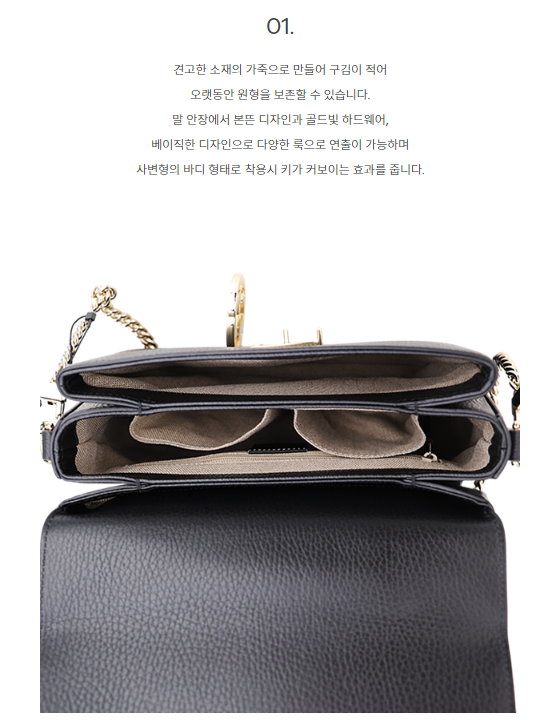 01.
견고한 소재의 가죽으로 만들어 구김이 적어
오랫동안 원형을 보존할 수 있습니다.
말 안장에서 본뜬 디자인과 골드빛 하드웨어,
베이직한 디자인으로 다양한 룩으로 연출이 가능하며
사변형의 바디 형태로 착용시 키가 커보이는 효과를 줍니다.